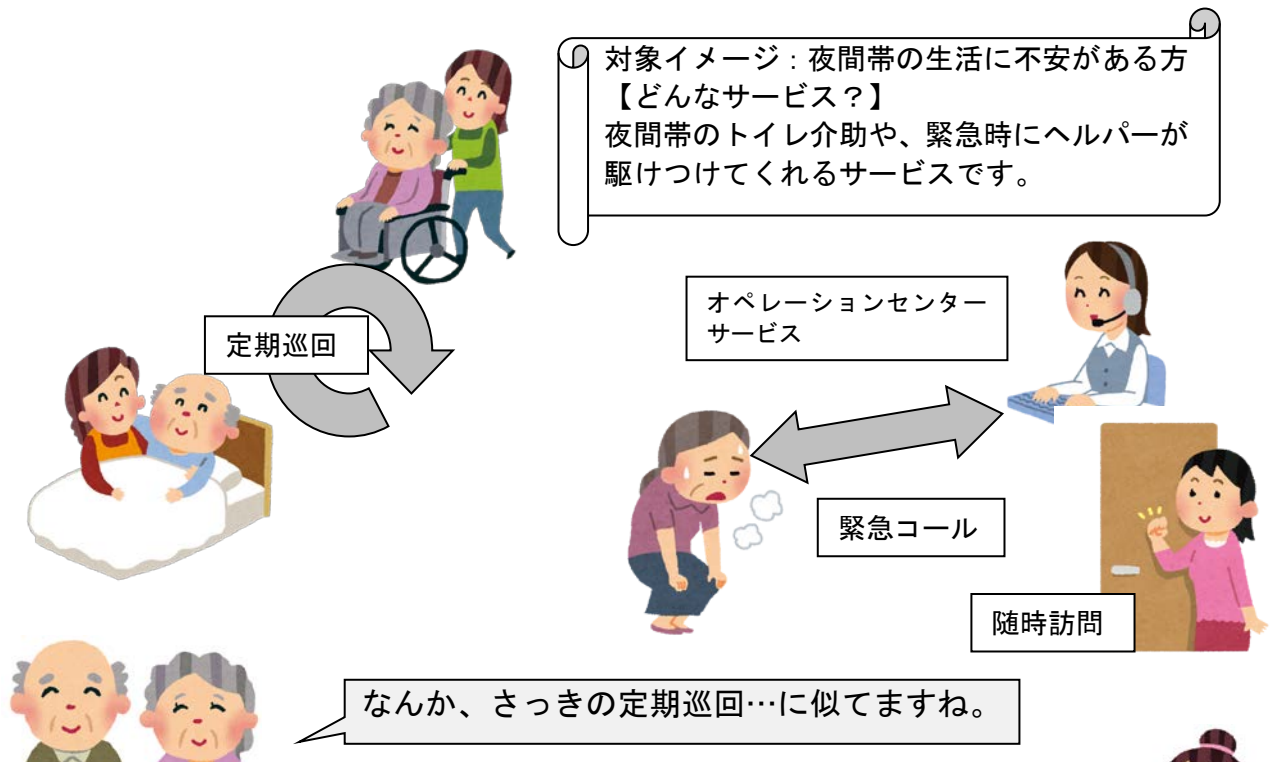 対象イメージ：夜間帯の生活に不安がある方
【どんなサービス？】
夜間帯のトイレ介助や、緊急時にヘルパーが
駆けつけてくれるサービスです。
オペレーションセンター
サービス
定期巡回
緊急コール
随時訪問
なんか、さっきの定期巡回…に似てますね。